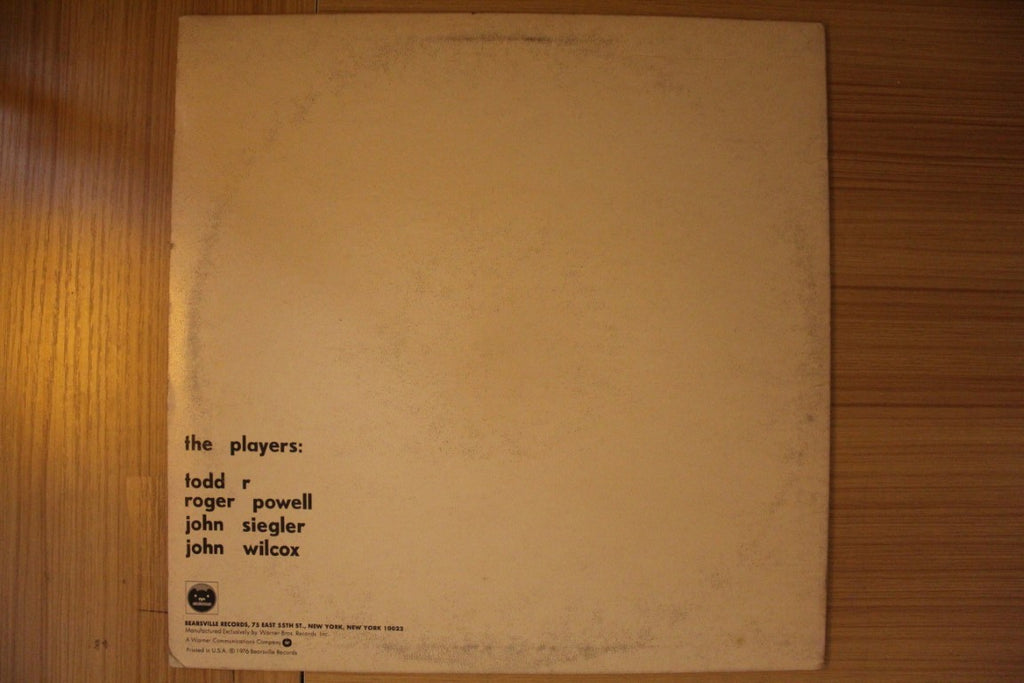 the players:
todd r
roger powell
john siegler
john wilcox
BEARSVILLE RECORDS, 75 EAST 55TH ST., NEW YORK, NEW YORK 10022
Manufactured Exclusively by Warner Bros. Records Inc.
A Warner Communications Company
Printed in U.S.A. ℗ 1976 Bearsville Records